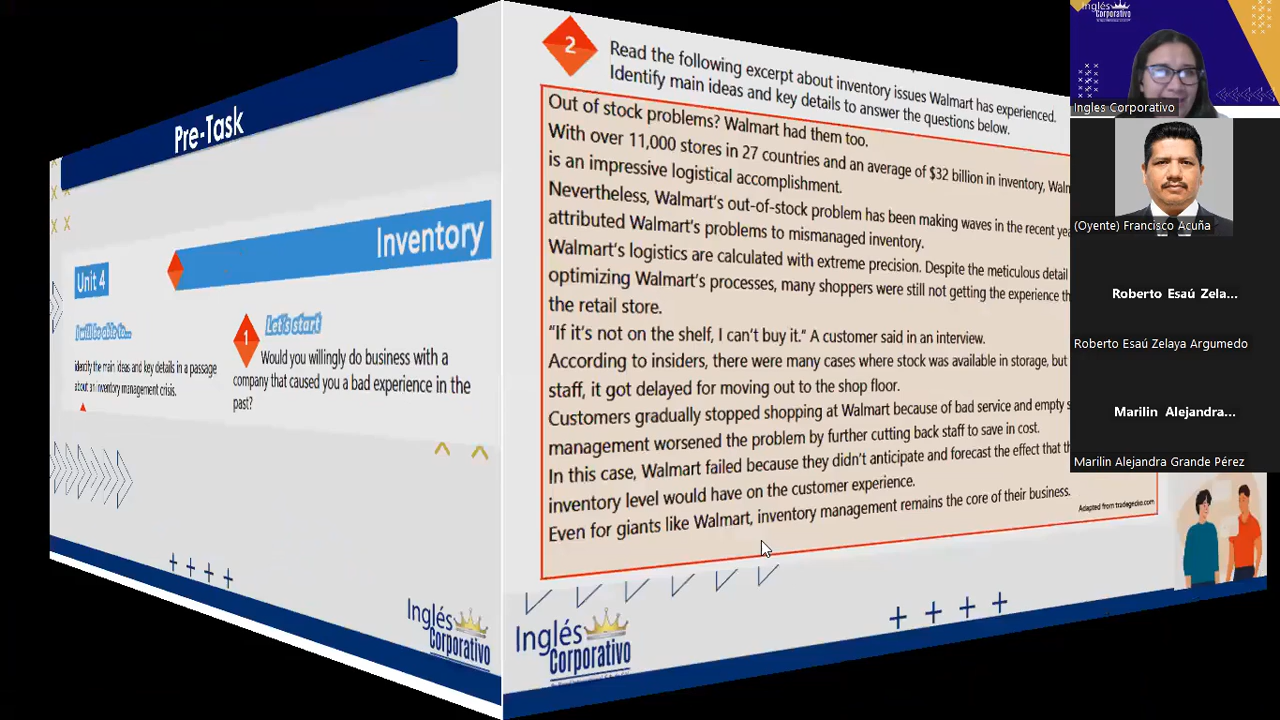 Pre-Task
Inventory
Unit 4
I will be able to...
Identify the main ideas and key details in a passage
about an inventory management crisis.
1
Let's start
Would you willingly do business with a
company that caused you a bad experience in the
past?
Inglés
Corporativo
2
Read the following excerpt about inventory issues Walmart has experienced.
Identify main ideas and key details to answer the questions below.
Out of stock problems? Walmart had them too.
With over 11,000 stores in 27 countries and an average of $32 billion in inventory,
is an impressive logistical accomplishment.
Nevertheless, Walmart's out-of-stock problem has been making waves in the recent
attributed Walmart's problems to mismanaged inventory.
Walmart's logistics are calculated with extreme precision. Despite the meticulous detail
optimizing Walmart's processes, many shoppers were still not getting the experience
the retail store.
“If it's not on the shelf, I can't buy it.” A customer said in an interview.
According to insiders, there were many cases where stock was available in storage, but
staff, it got delayed for moving out to the shop floor.
Customers gradually stopped shopping at Walmart because of bad service and empty
management worsened the problem by further cutting back staff to save in cost.
In this case, Walmart failed because they didn't anticipate and forecast the effect that
inventory level would have on the customer experience.
Even for giants like Walmart, inventory management remains the core of their business.
Adapted from tradegecko.com
Inglés
Corporativo
Inglés
Corporativo
Ingles Corporativo
(Oyente) Francisco Acuña
Roberto Esaú Zela...
Roberto Esaú Zelaya Argumedo
Marilin Alejandra...
Marilin Alejandra Grande Pérez